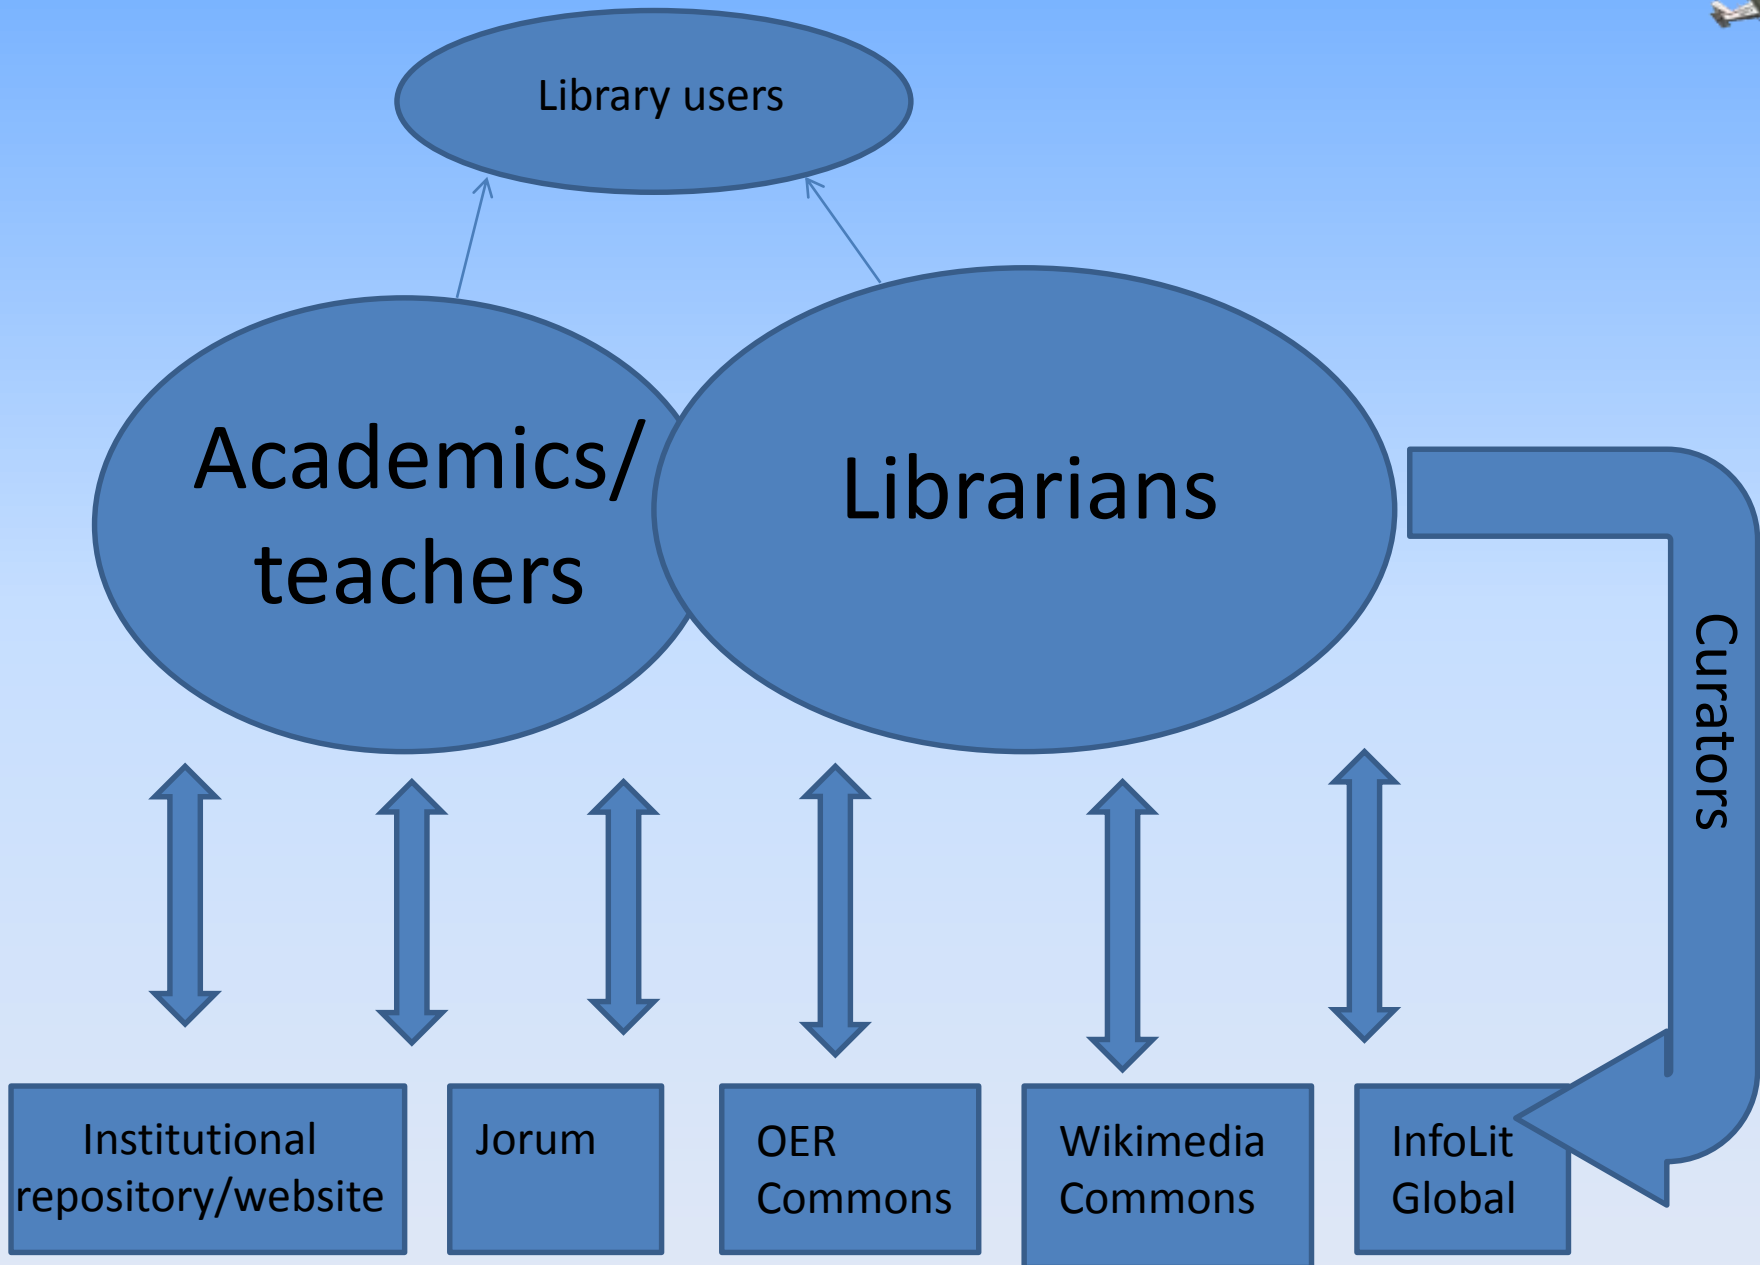 Library users
Academics/
teachers
Librarians
Curators
Institutional
repository/website
Jorum
OER
Commons
Wikimedia
Commons
InfoLit
Global